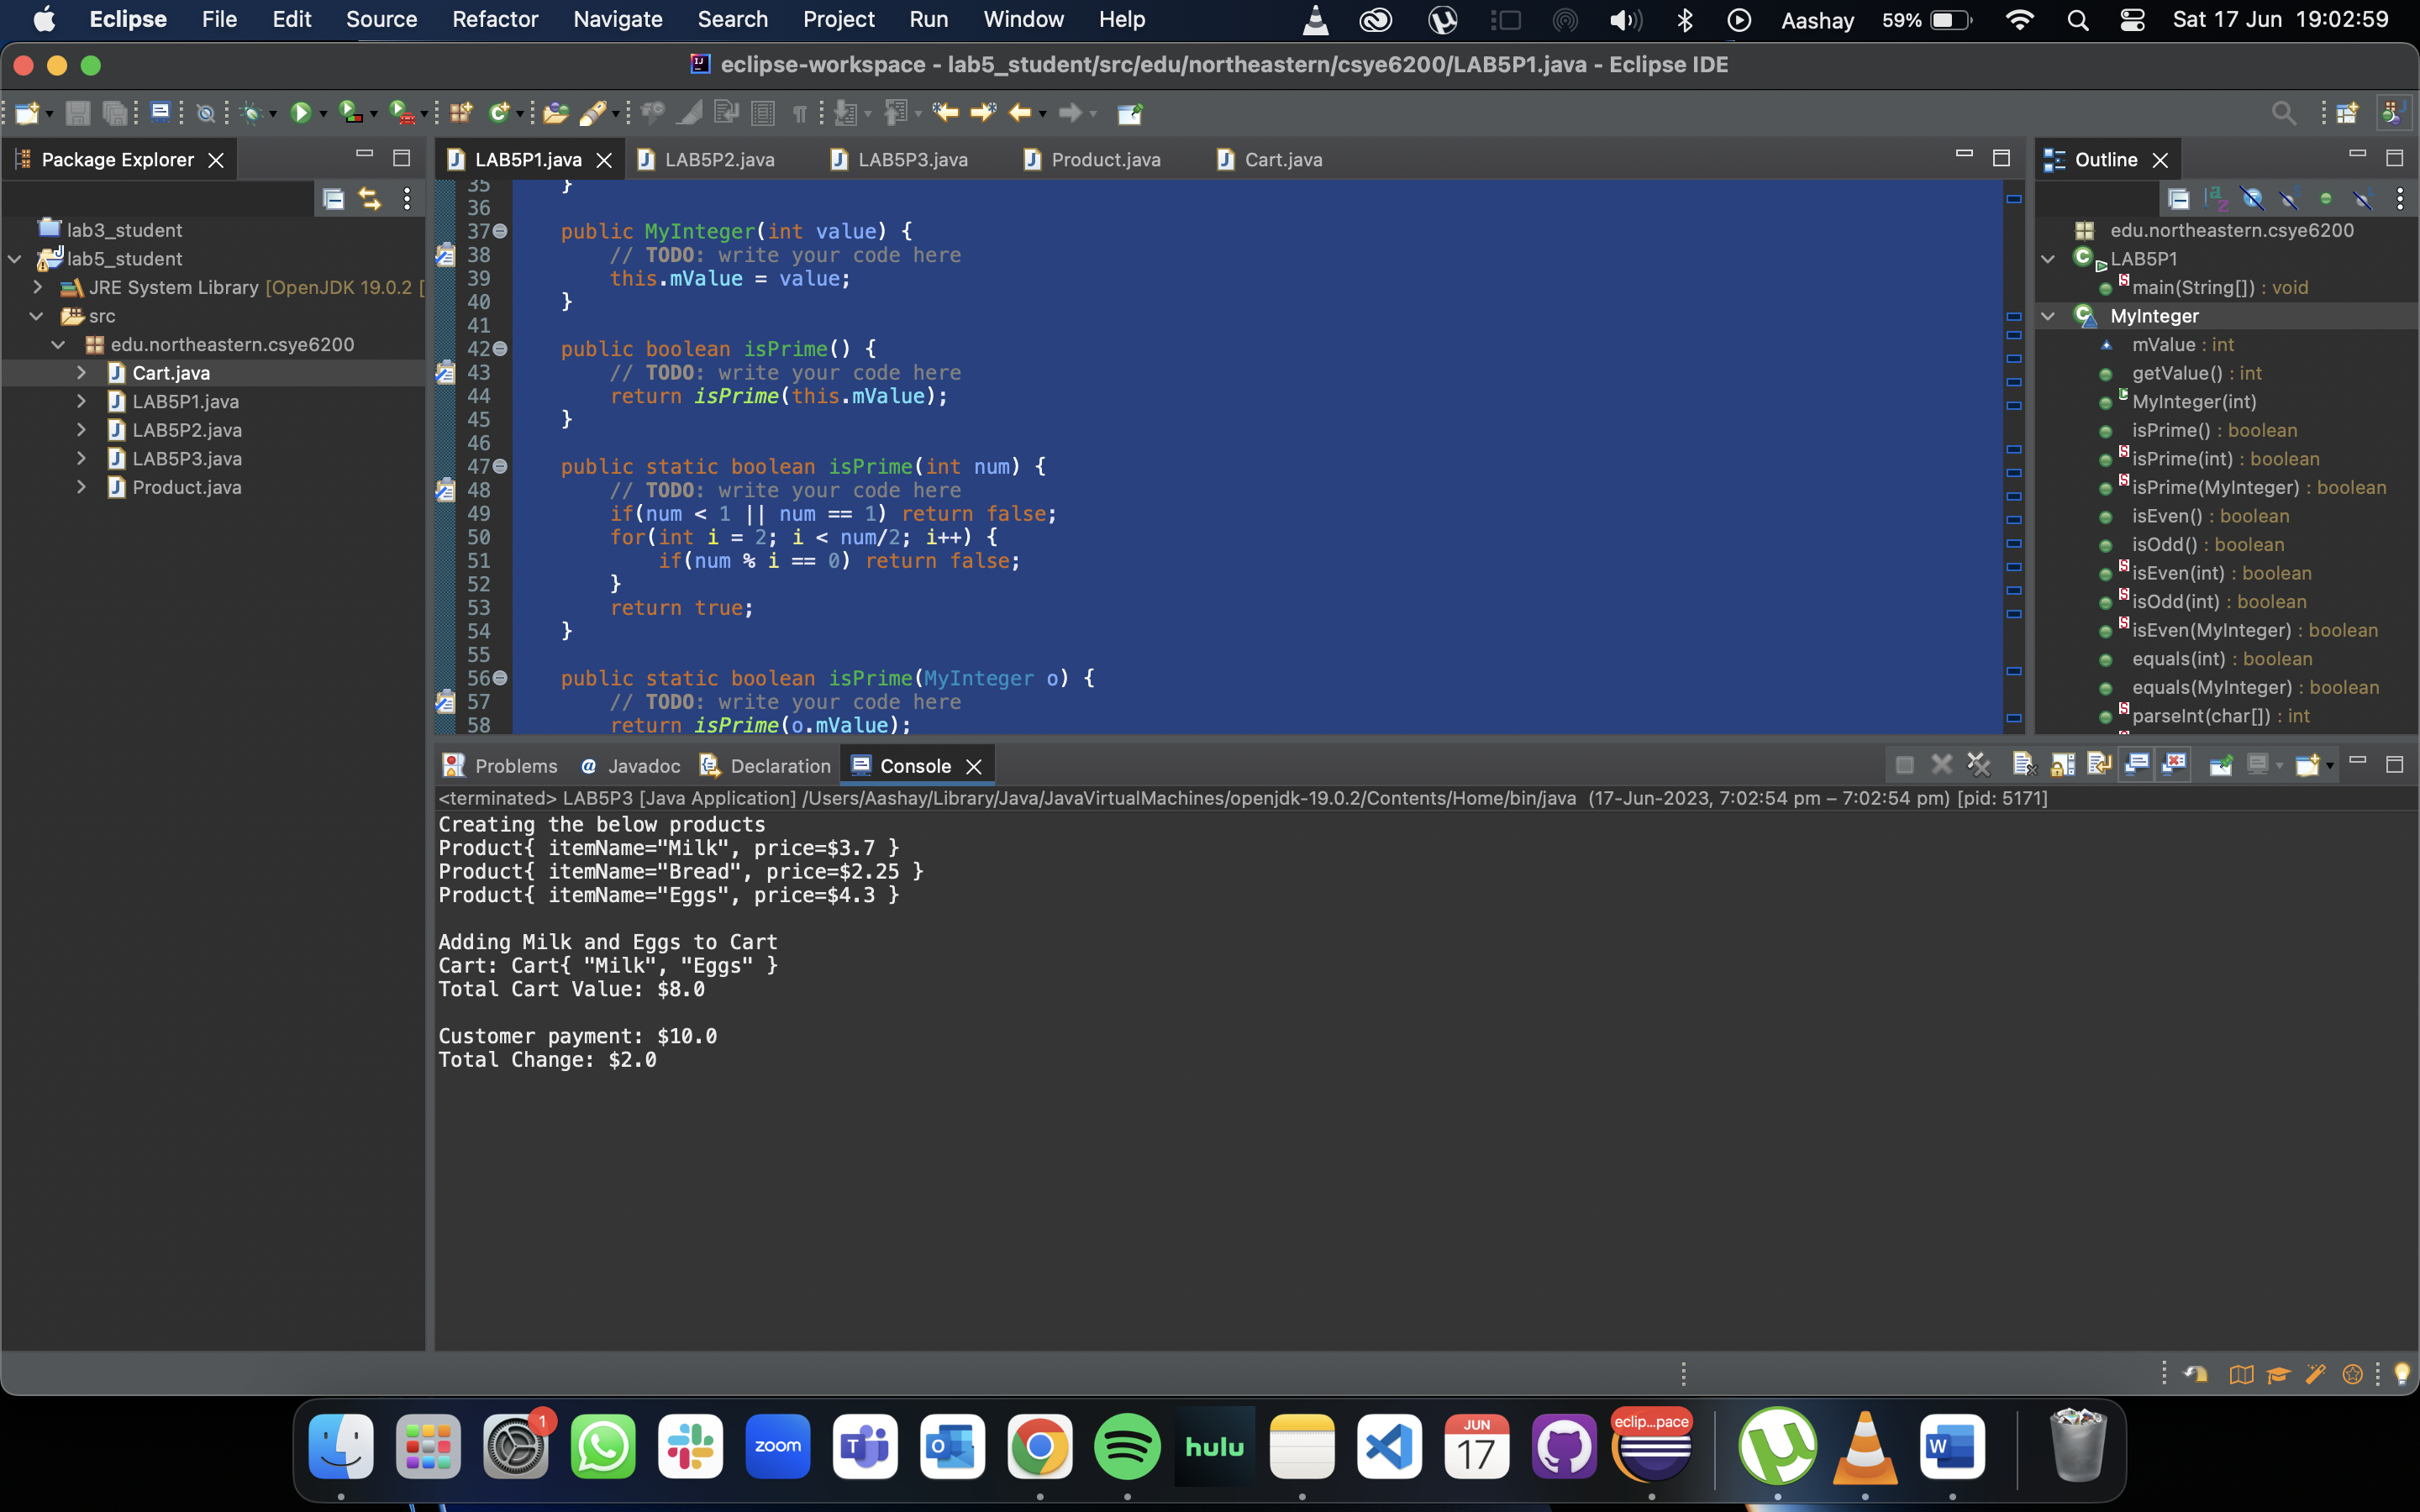 Eclipse File Edit Source Refactor Navigate Search Project Run Window Help Aashay 59% Sat 17 Jun 19:02:59
eclipse-workspace - lab5_student/src/edu/northeastern/csye6200/LAB5P1.java - Eclipse IDE
Package Explorer
lab3_student
lab5_student
JRE System Library [OpenJDK 19.0.2 [
src
edu.northeastern.csye6200
Cart.java
LAB5P1.java
LAB5P2.java
LAB5P3.java
Product.java
LAB5P1.java LAB5P2.java LAB5P3.java Product.java Cart.java
35 }
36
37 public MyInteger(int value) {
38 // TODO: write your code here
39 this.mValue = value;
40 }
41
42 public boolean isPrime() {
43 // TODO: write your code here
44 return isPrime(this.mValue);
45 }
46
47 public static boolean isPrime(int num) {
48 // TODO: write your code here
49 if(num < 1 || num == 1) return false;
50 for(int i = 2; i < num/2; i++) {
51 if(num % i == 0) return false;
52 }
53 return true;
54 }
55
56 public static boolean isPrime(MyInteger o) {
57 // TODO: write your code here
58 return isPrime(o.mValue);
Outline
edu.northeastern.csye6200
LAB5P1
main(String[]) : void
MyInteger
mValue : int
getValue() : int
MyInteger(int)
isPrime() : boolean
isPrime(int) : boolean
isPrime(MyInteger) : boolean
isEven() : boolean
isOdd() : boolean
isEven(int) : boolean
isOdd(int) : boolean
isEven(MyInteger) : boolean
equals(int) : boolean
equals(MyInteger) : boolean
parseInt(char[]) : int
Problems @ Javadoc Declaration Console
<terminated> LAB5P3 [Java Application] /Users/Aashay/Library/Java/JavaVirtualMachines/openjdk-19.0.2/Contents/Home/bin/java (17-Jun-2023, 7:02:54 pm – 7:02:54 pm) [pid: 5171]
Creating the below products
Product{ itemName="Milk", price=$3.7 }
Product{ itemName="Bread", price=$2.25 }
Product{ itemName="Eggs", price=$4.3 }
Adding Milk and Eggs to Cart
Cart: Cart{ "Milk", "Eggs" }
Total Cart Value: $8.0
Customer payment: $10.0
Total Change: $2.0
1
zoom
hulu
JUN
17
eclip...pace